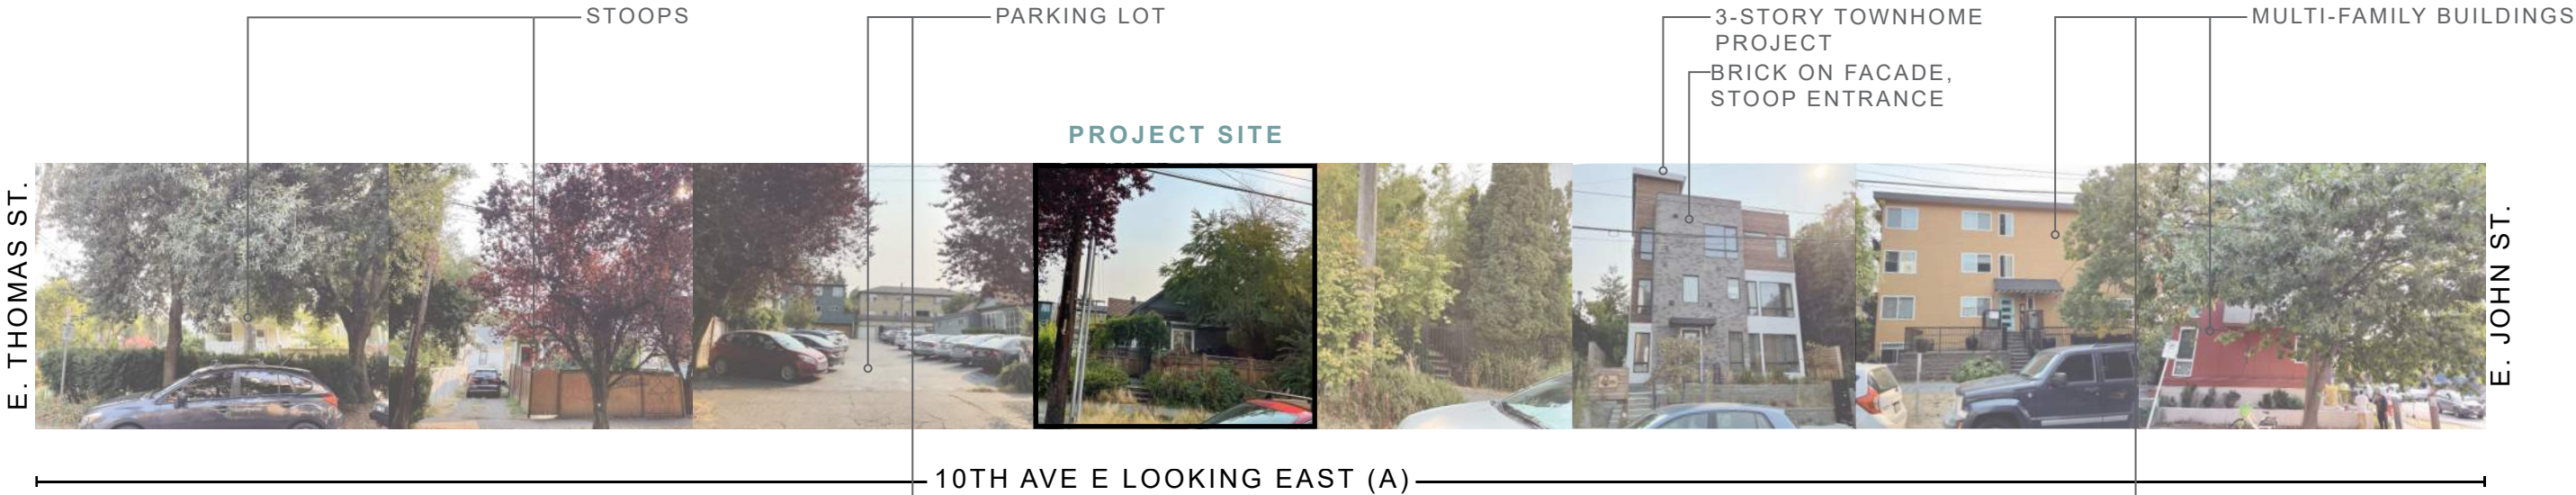 STOOPS
PARKING LOT
3-STORY TOWNHOME
PROJECT
MULTI-FAMILY BUILDINGS
BRICK ON FACADE,
STOOP ENTRANCE
PROJECT SITE
E. THOMAS ST.
E. JOHN ST.
10TH AVE E LOOKING EAST (A)